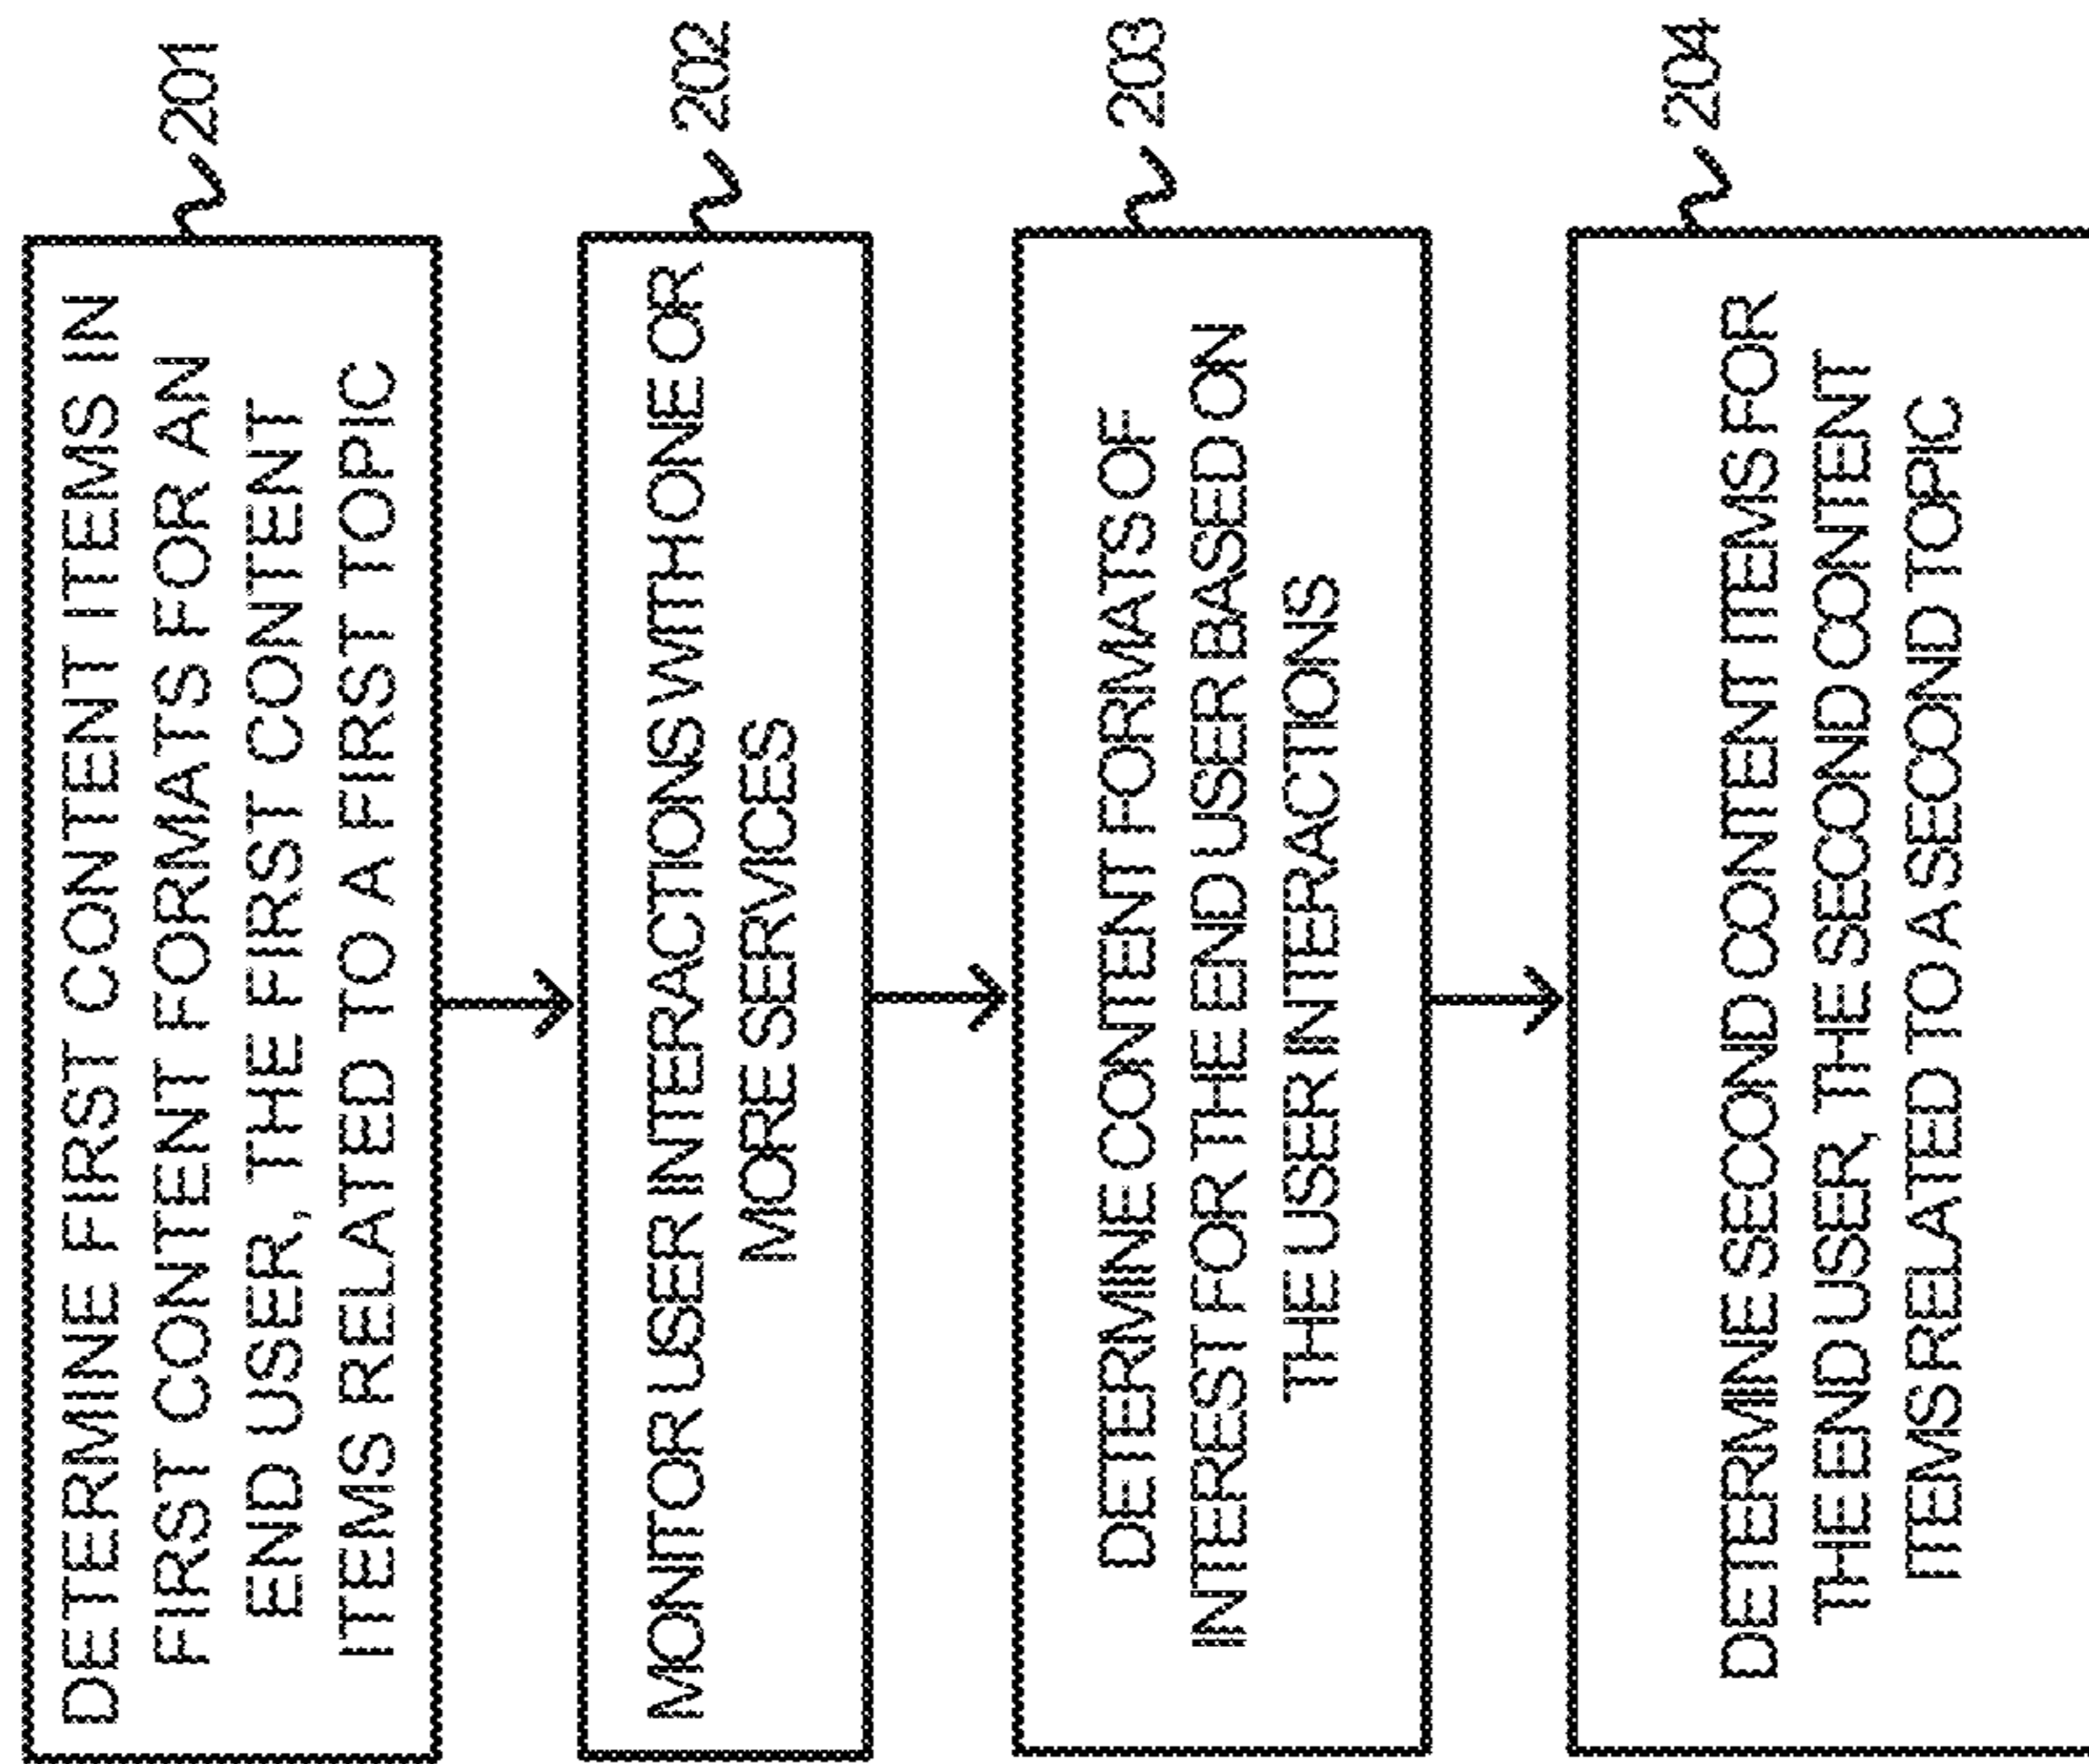 DETERMINE FIRST CONTENT ITEMS IN
FIRST CONTENT FORMATS FOR AN
END USER, THE FIRST CONTENT
ITEMS RELATED TO A FIRST TOPIC
201
MONITOR USER INTERACTIONS WITH ONE OR
MORE SERVICES
202
DETERMINE CONTENT FORMATS OF
INTEREST FOR THE END USER BASED ON
THE USER INTERACTIONS
203
DETERMINE SECOND CONTENT ITEMS FOR
THE END USER, THE SECOND CONTENT
ITEMS RELATED TO A SECOND TOPIC
204